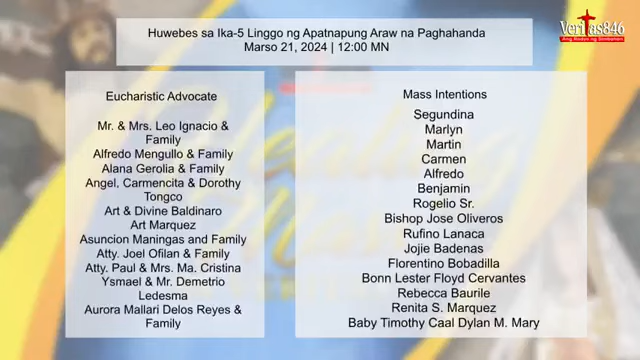 Huwebes sa Ika-5 Linggo ng Apatnapung Araw na Paghahanda
Marso 21, 2024 | 12:00 MN
Veritas846
Ang Radyo ng Simbahan
Eucharistic Advocate
Mr. & Mrs. Leo Ignacio &
Family
Alfredo Mengullo & Family
Alana Gerolia & Family
Angel, Carmencita & Dorothy
Tongco
Art & Divine Baldinaro
Art Marquez
Asuncion Maningas and Family
Atty. Joel Ofilan & Family
Atty. Paul & Mrs. Ma. Cristina
Ysmael & Mr. Demetrio
Ledesma
Aurora Mallari Delos Reyes &
Family
Mass Intentions
Segundina
Marlyn
Martin
Carmen
Alfredo
Benjamin
Rogelio Sr.
Bishop Jose Oliveros
Rufino Lanaca
Jojie Badenas
Florentino Bobadilla
Bonn Lester Floyd Cervantes
Rebecca Baurile
Renita S. Marquez
Baby Timothy Caal Dylan M. Mary